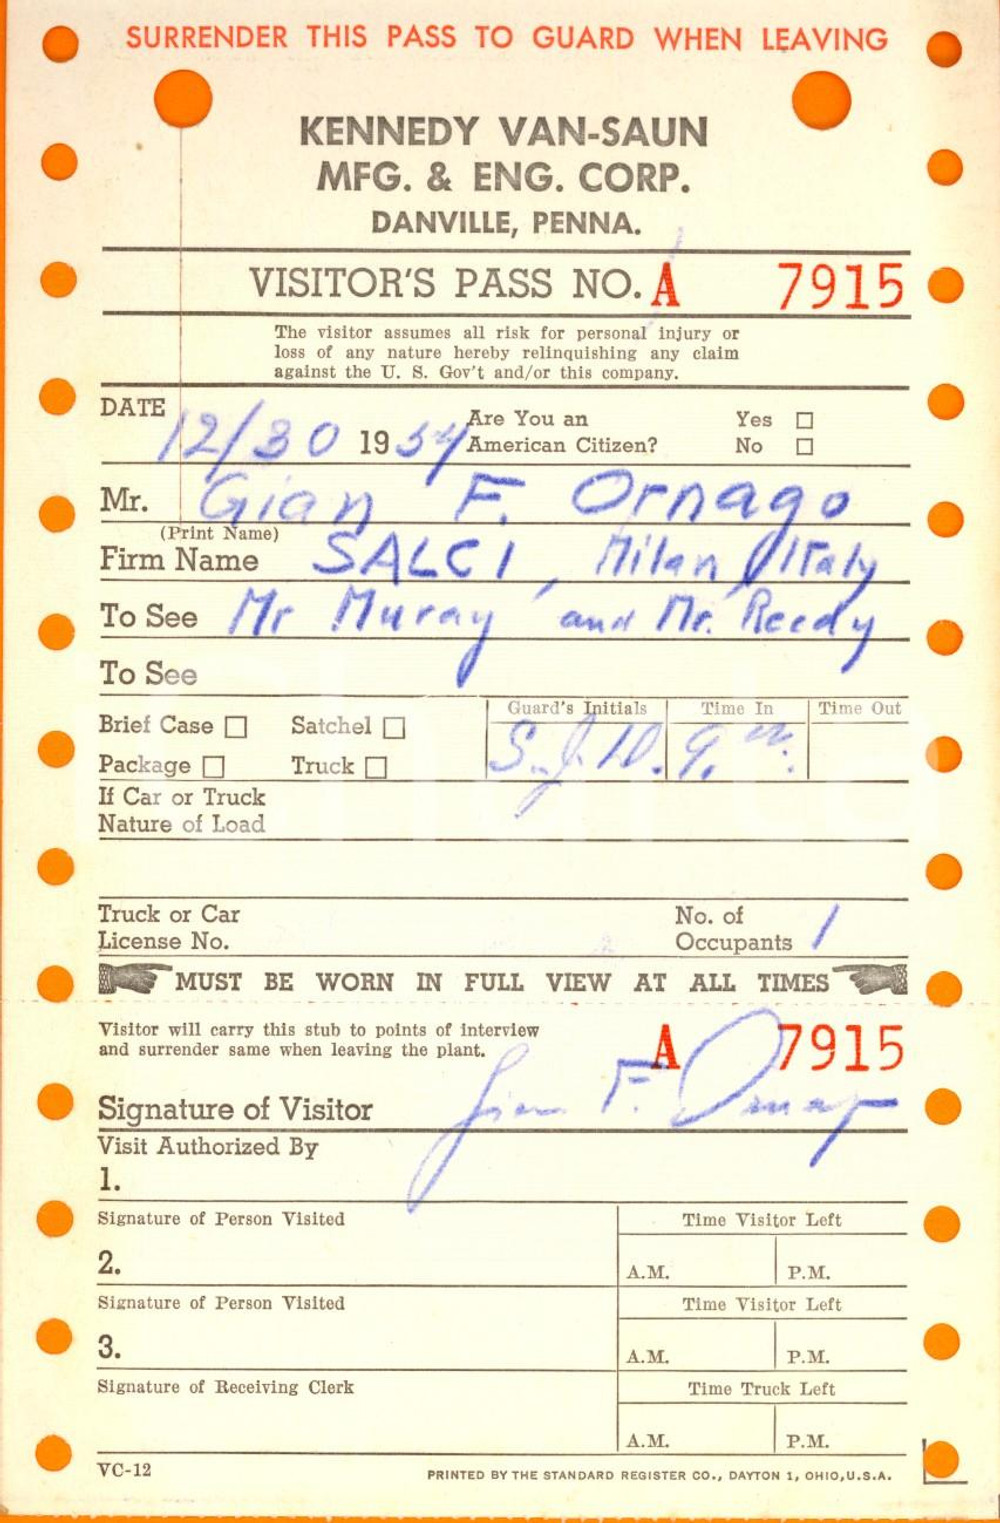 SURRENDER THIS PASS TO GUARD WHEN LEAVING
KENNEDY VAN-SAUN
MFG. & ENG. CORP.
DANVILLE, PENNA.
VISITOR'S PASS NO. A 7915
The visitor assumes all risk for personal injury or
loss of any nature hereby relinquishing any claim
against the U. S. Gov't and/or this company.
DATE 12/30 1954
Are You an American Citizen? Yes No
Mr. Gian F. Ornago
(Print Name)
Firm Name SALCI, Milan, Italy
To See Mr Muray and Mr. Reedy
To See
Guard's Initials Time In Time Out
Brief Case Satchel
S.J.H. 9.
Package Truck
If Car or Truck
Nature of Load
Truck or Car
License No.
No. of
Occupants 1
MUST BE WORN IN FULL VIEW AT ALL TIMES
Visitor will carry this stub to points of interview
and surrender same when leaving the plant.
A 7915
Signature of Visitor Gian F. Ornago
Visit Authorized By
1.
Signature of Person Visited Time Visitor Left
2. A.M. P.M.
Signature of Person Visited Time Visitor Left
3. A.M. P.M.
Signature of Receiving Clerk Time Truck Left
A.M. P.M.
VC-12 PRINTED BY THE STANDARD REGISTER CO., DAYTON 1, OHIO, U.S.A.